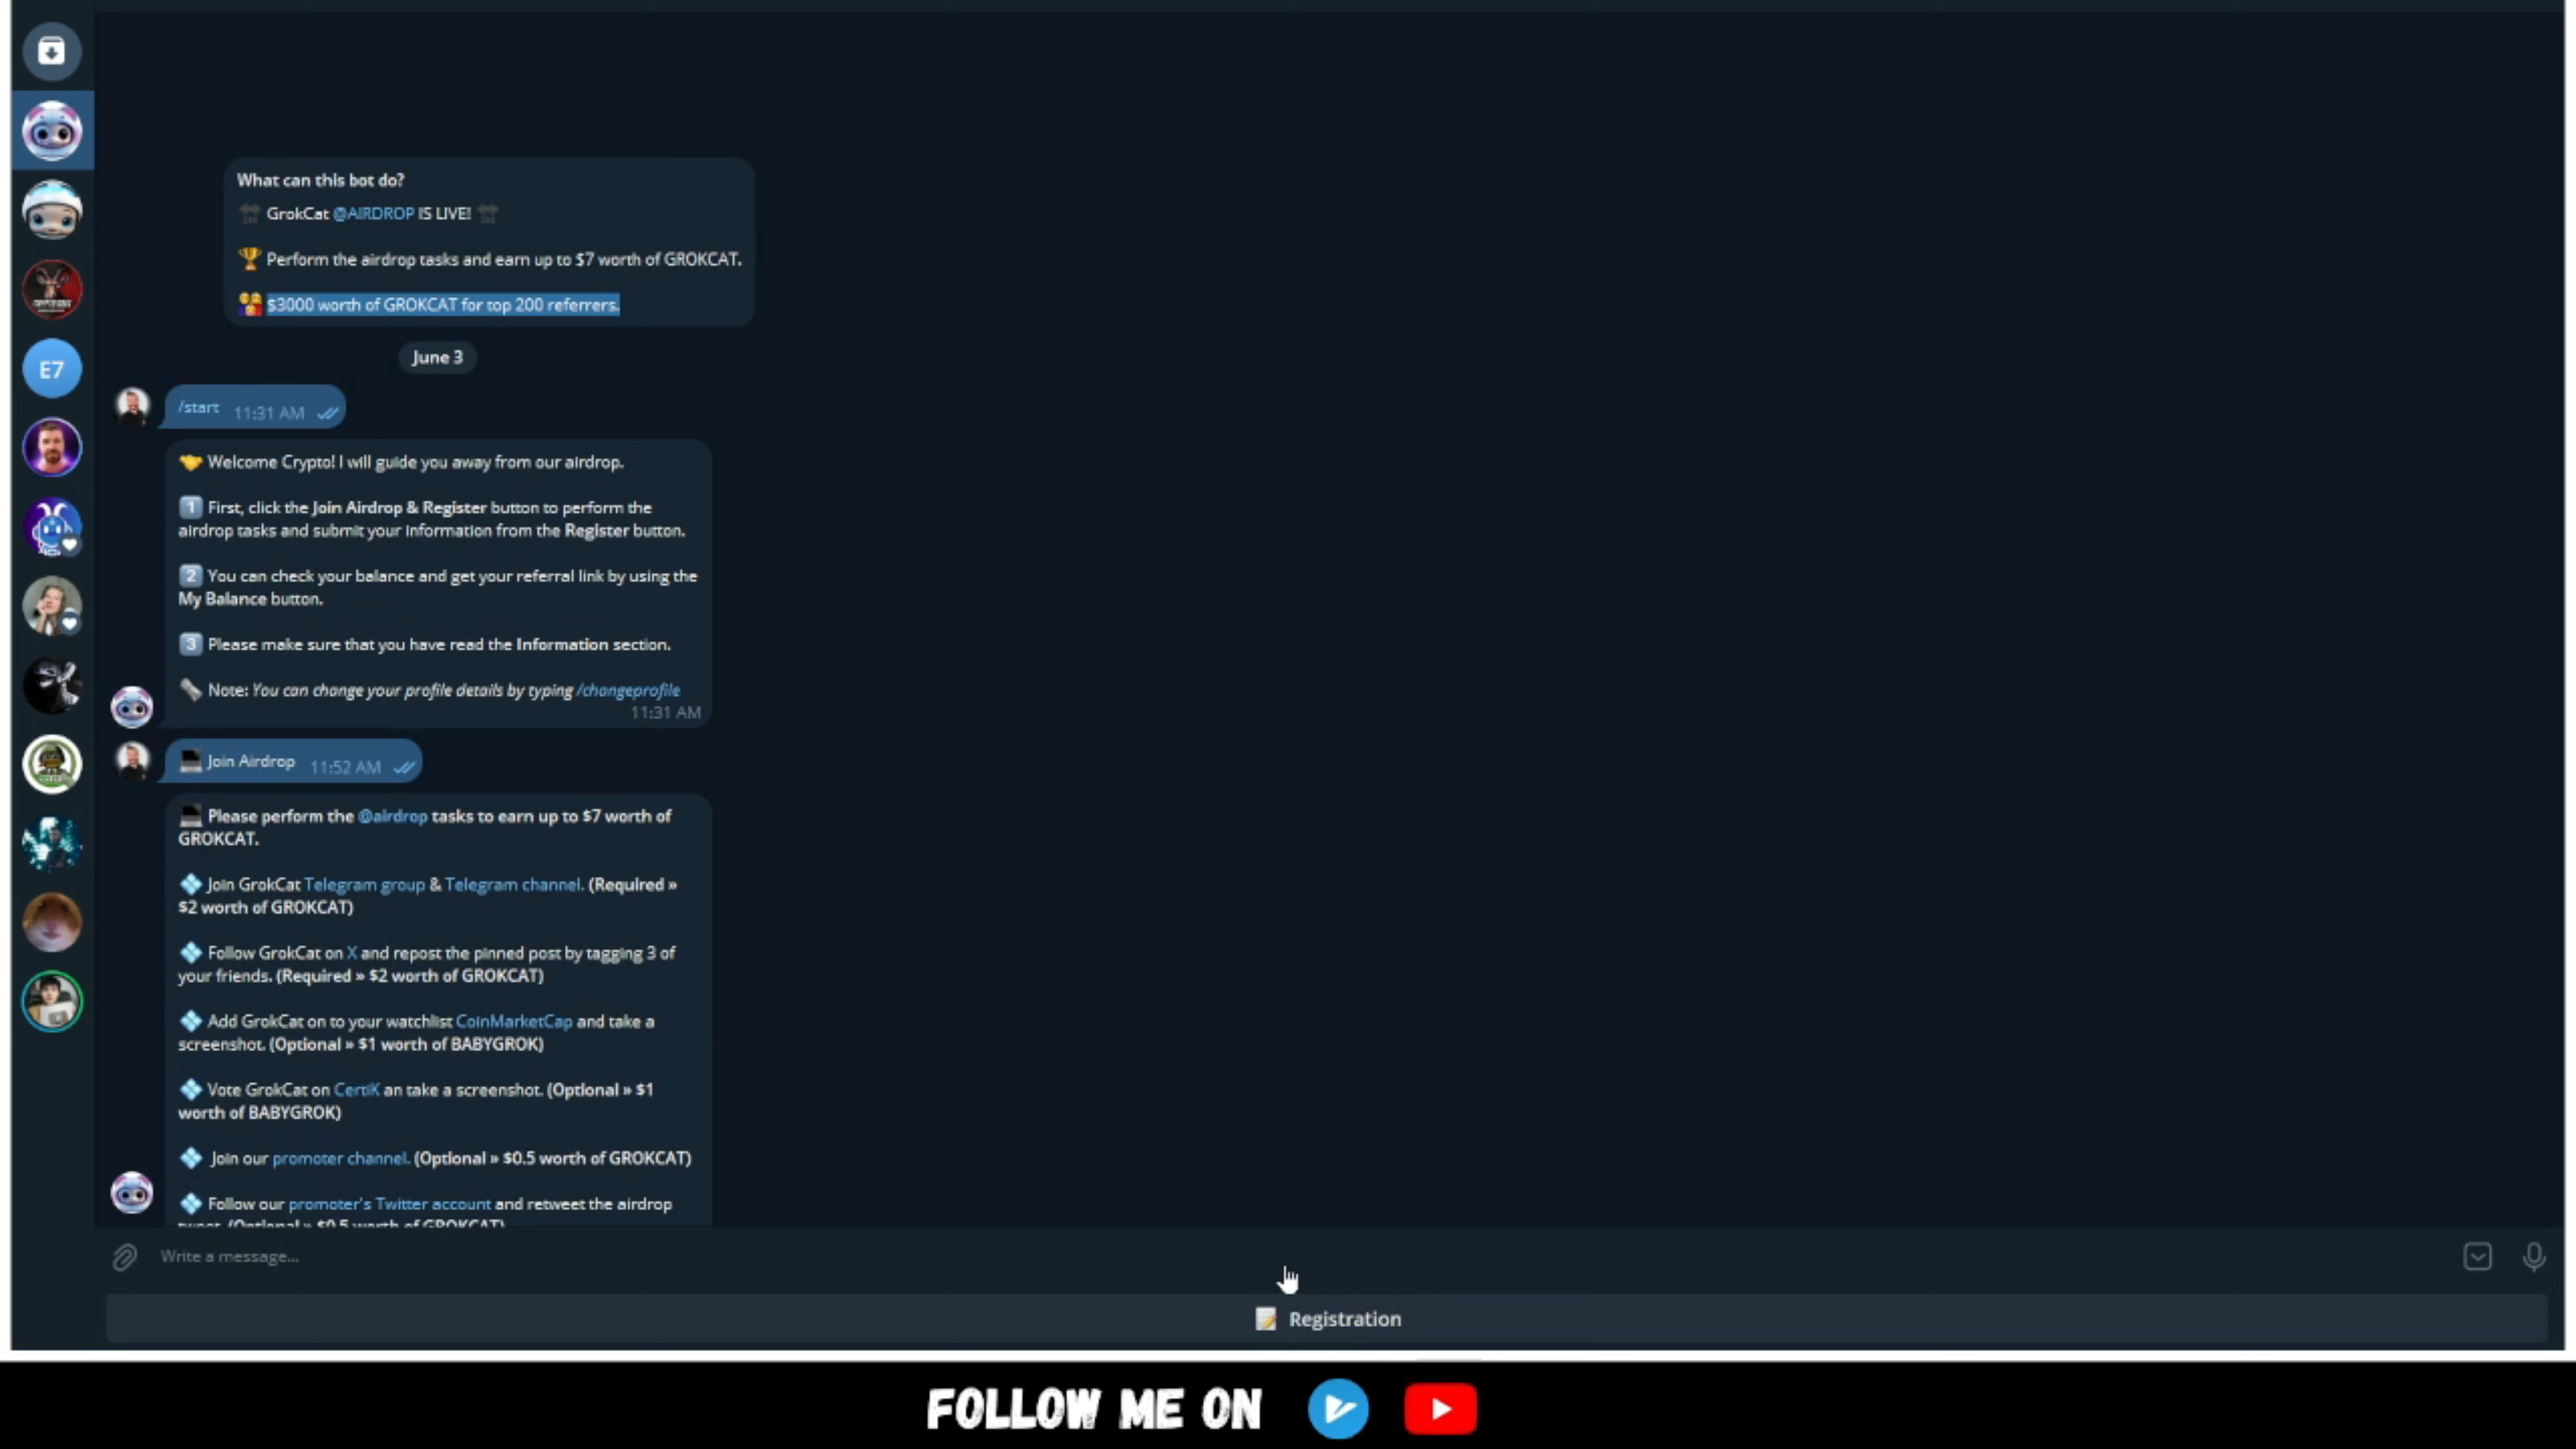 What can this bot do?
GrokCat @AIRDROP IS LIVE!
Perform the airdrop tasks and earn up to $7 worth of GROKCAT.
$3000 worth of GROKCAT for top 200 referrers.
June 3
/start 11:31 AM
Welcome Crypto! I will guide you away from our airdrop.
1 First, click the Join Airdrop & Register button to perform the
airdrop tasks and submit your information from the Register button.
2 You can check your balance and get your referral link by using the
My Balance button.
3 Please make sure that you have read the Information section.
Note: You can change your profile details by typing /changeprofile
11:31 AM
Join Airdrop 11:52 AM
Please perform the @airdrop tasks to earn up to $7 worth of
GROKCAT.
Join GrokCat Telegram group & Telegram channel. (Required »
$2 worth of GROKCAT)
Follow GrokCat on X and repost the pinned post by tagging 3 of
your friends. (Required » $2 worth of GROKCAT)
Add GrokCat on to your watchlist CoinMarketCap and take a
screenshot. (Optional » $1 worth of BABYGROK)
Vote GrokCat on CertiK an take a screenshot. (Optional » $1
worth of BABYGROK)
Join our promoter channel. (Optional » $0.5 worth of GROKCAT)
Follow our promoter's Twitter account and retweet the airdrop
tweet. (Optional » $0.5 worth of GROKCAT)
E7
Write a message...
Registration
FOLLOW ME ON